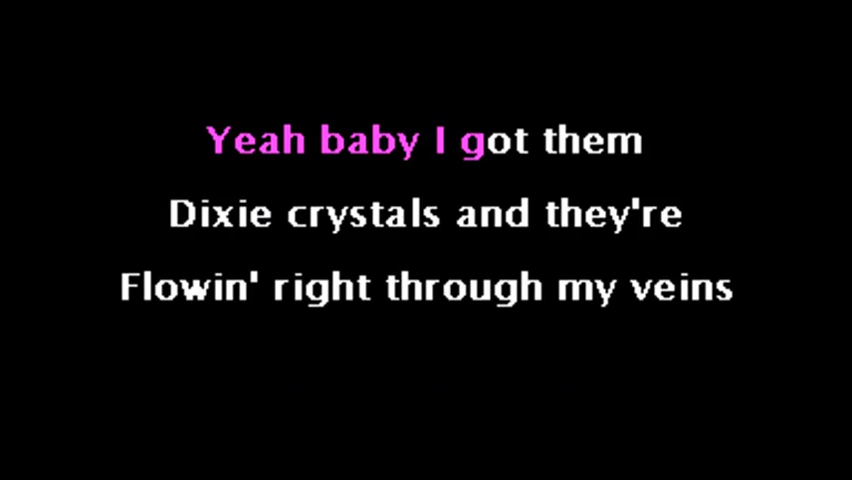 Yeah baby I got them
Dixie crystals and they're
Flowin' right through my veins